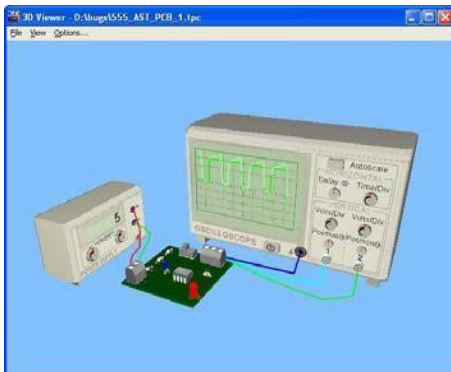 3D Viewer - D:\bugs\555_AST_PCB_1.tpc
File View Options...
Autoscale
HORIZONTAL
Delay
Time/Div
VERTICAL
Volts/Div Volts/Div
Position Position
1 2
OSCILLOSCOPE
5